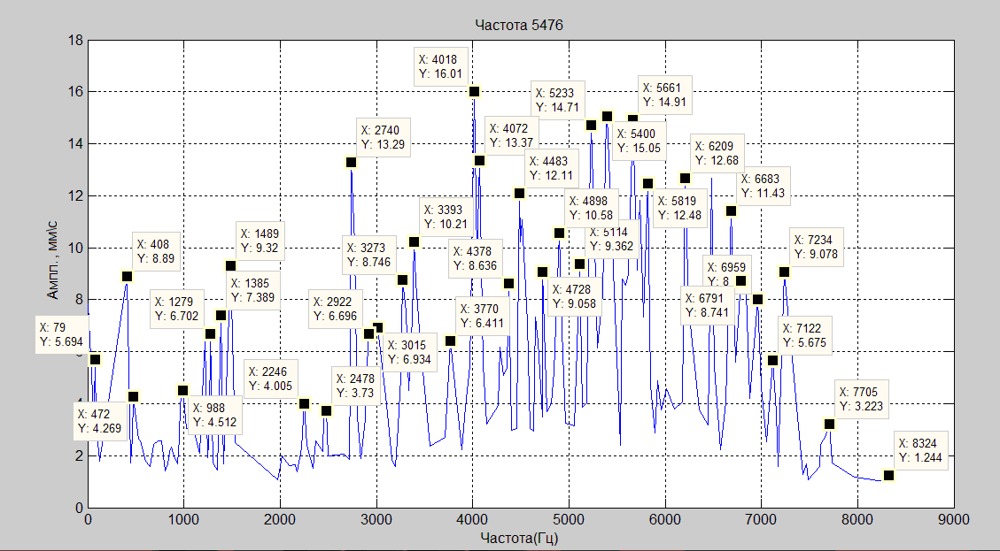 Частота 5476
Ампл., мм\с
18
16
14
12
10
8
6
4
2
0
X: 79
Y: 5.694
X: 408
Y: 8.89
X: 472
Y: 4.269
X: 988
Y: 4.512
X: 1279
Y: 6.702
X: 1385
Y: 7.389
X: 1489
Y: 9.32
X: 2246
Y: 4.005
X: 2478
Y: 3.73
X: 2740
Y: 13.29
X: 2922
Y: 6.696
X: 3015
Y: 6.934
X: 3273
Y: 8.746
X: 3393
Y: 10.21
X: 3770
Y: 6.411
X: 4018
Y: 16.01
X: 4072
Y: 13.37
X: 4378
Y: 8.636
X: 4483
Y: 12.11
X: 4728
Y: 9.058
X: 4898
Y: 10.58
X: 5114
Y: 9.362
X: 5233
Y: 14.71
X: 5400
Y: 15.05
X: 5661
Y: 14.91
X: 5819
Y: 12.48
X: 6209
Y: 12.68
X: 6683
Y: 11.43
X: 6791
Y: 8.741
X: 6959
Y: 8
X: 7122
Y: 5.675
X: 7234
Y: 9.078
X: 7705
Y: 3.223
X: 8324
Y: 1.244
0 1000 2000 3000 4000 5000 6000 7000 8000 9000
Частота(Гц)